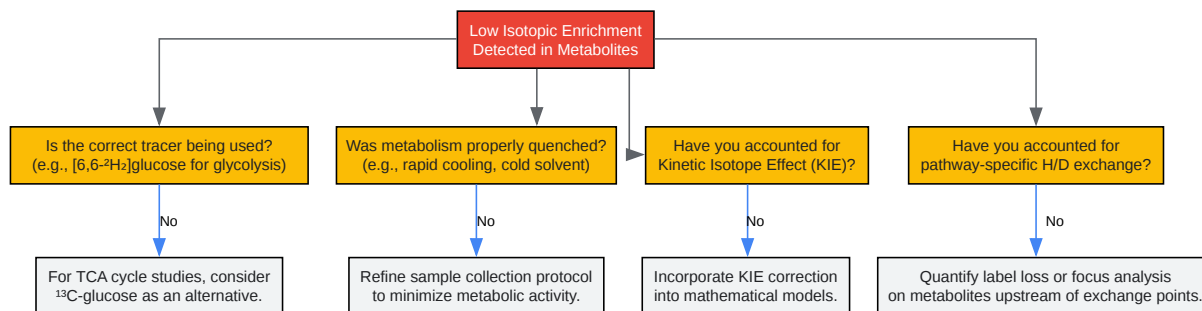 Low Isotopic Enrichment
Detected in Metabolites
Is the correct tracer being used?
(e.g., [6,6-²H₂]glucose for glycolysis)
Was metabolism properly quenched?
(e.g., rapid cooling, cold solvent)
Have you accounted for
Kinetic Isotope Effect (KIE)?
Have you accounted for
pathway-specific H/D exchange?
No
No
No
No
For TCA cycle studies, consider
¹³C-glucose as an alternative.
Refine sample collection protocol
to minimize metabolic activity.
Incorporate KIE correction
into mathematical models.
Quantify label loss or focus analysis
on metabolites upstream of exchange points.